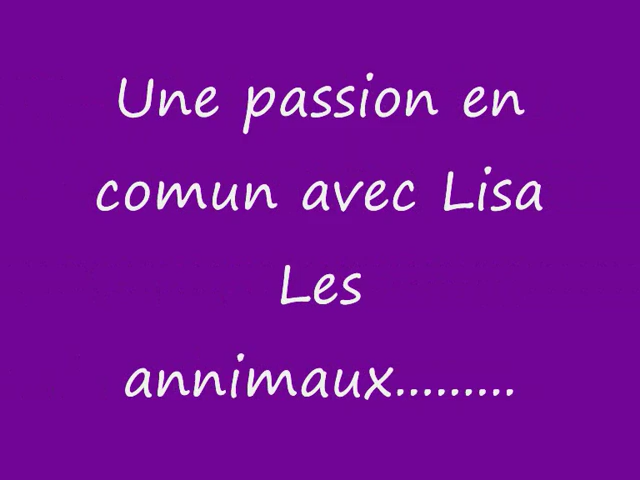 Une passion en
comun avec Lisa
Les
annimaux.........